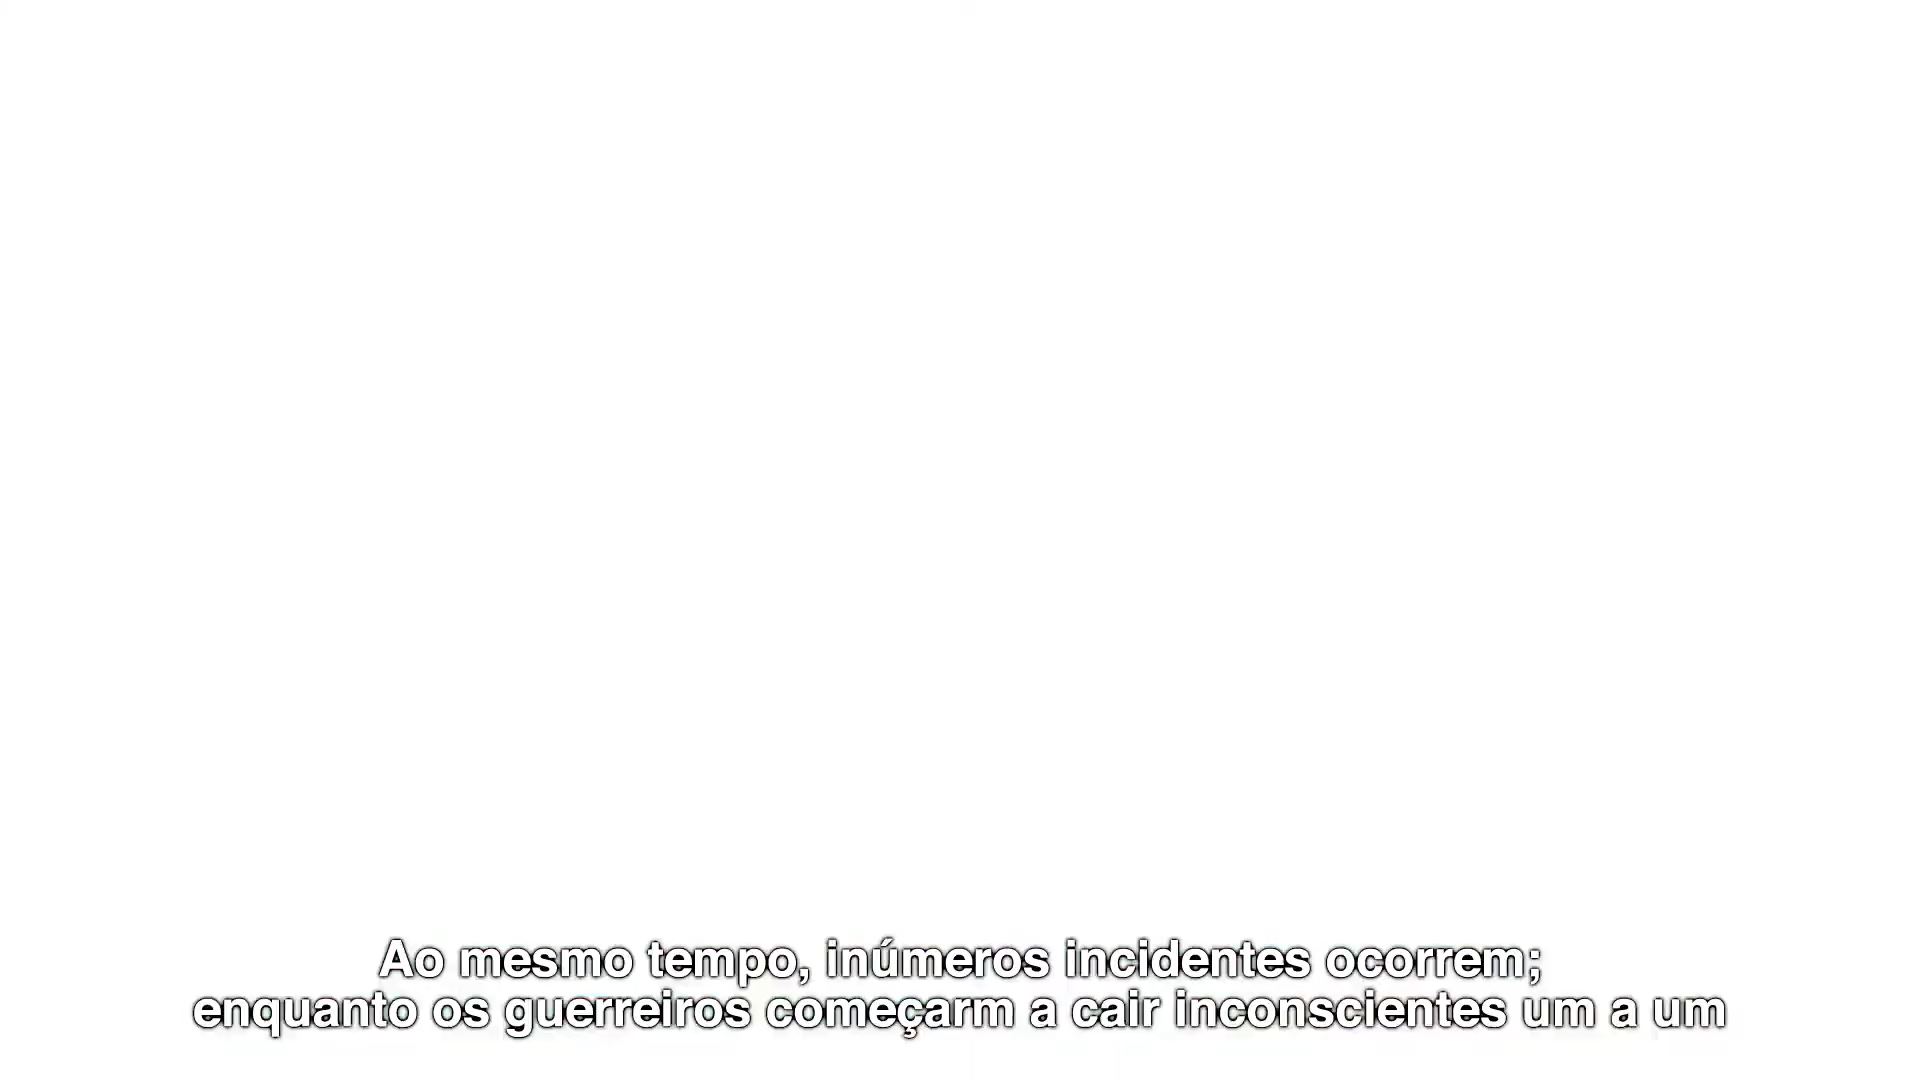 Ao mesmo tempo, inúmeros incidentes ocorrem;
enquanto os guerreiros começarm a cair inconscientes um a um